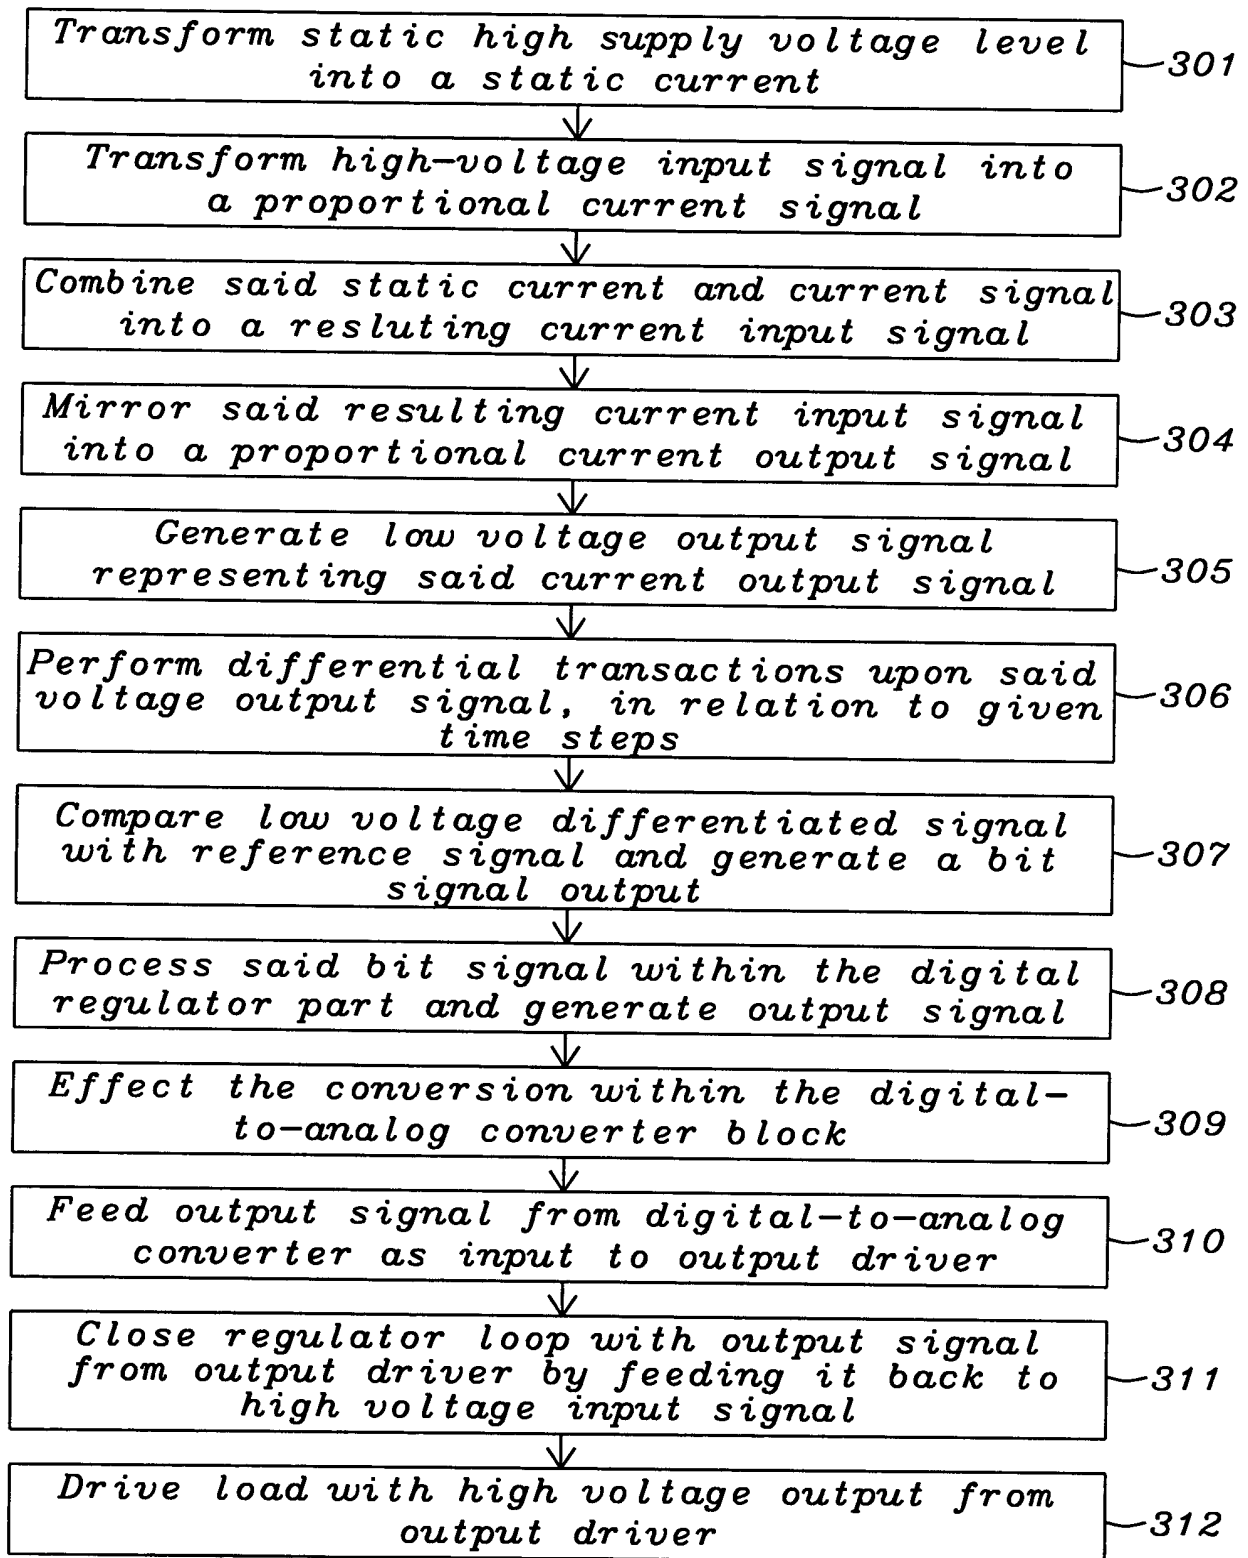 Transform static high supply voltage level
into a static current
301
Transform high-voltage input signal into
a proportional current signal
302
Combine said static current and current signal
into a resluting current input signal
303
Mirror said resulting current input signal
into a proportional current output signal
304
Generate low voltage output signal
representing said current output signal
305
Perform differential transactions upon said
voltage output signal, in relation to given
time steps
306
Compare low voltage differentiated signal
with reference signal and generate a bit
signal output
307
Process said bit signal within the digital
regulator part and generate output signal
308
Effect the conversion within the digital-
to-analog converter block
309
Feed output signal from digital-to-analog
converter as input to output driver
310
Close regulator loop with output signal
from output driver by feeding it back to
high voltage input signal
311
Drive load with high voltage output from
output driver
312